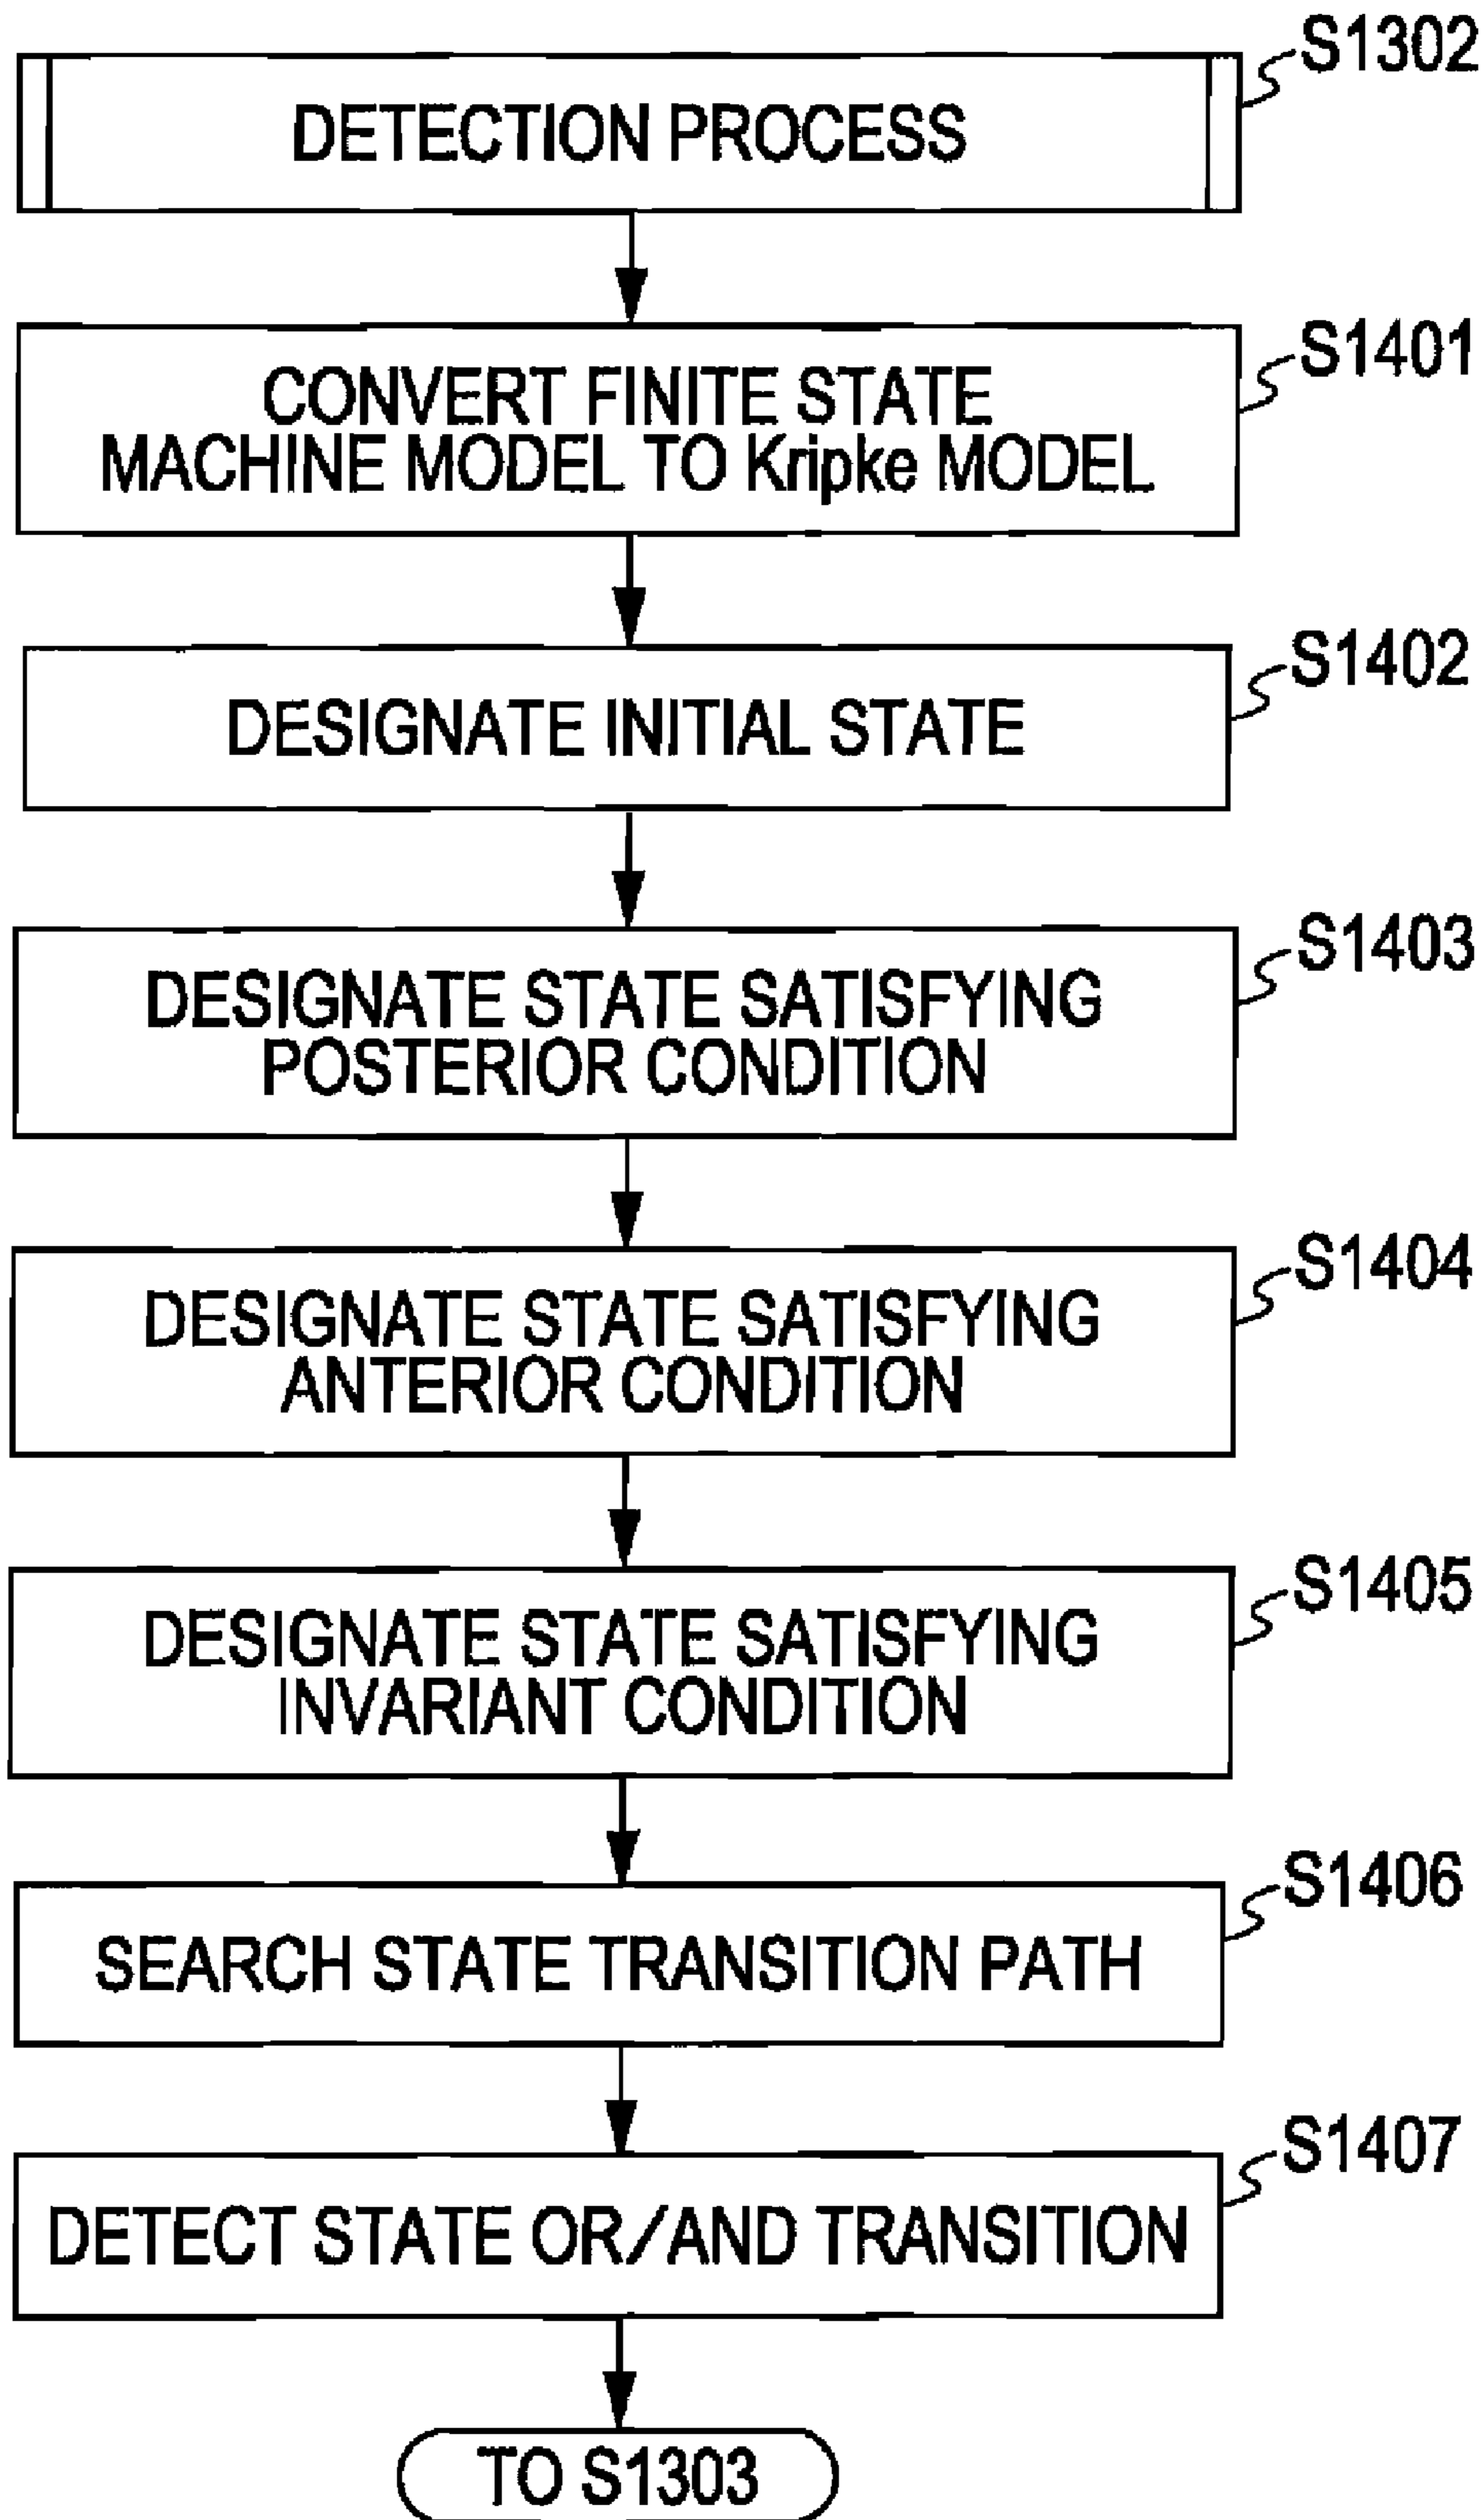 S1302
DETECTION PROCESS
S1401
CONVERT FINITE STATE
MACHINE MODEL TO Kripke MODEL
S1402
DESIGNATE INITIAL STATE
S1403
DESIGNATE STATE SATISFYING
POSTERIOR CONDITION
S1404
DESIGNATE STATE SATISFYING
ANTERIOR CONDITION
S1405
DESIGNATE STATE SATISFYING
INVARIANT CONDITION
S1406
SEARCH STATE TRANSITION PATH
S1407
DETECT STATE OR/AND TRANSITION
TO S1303